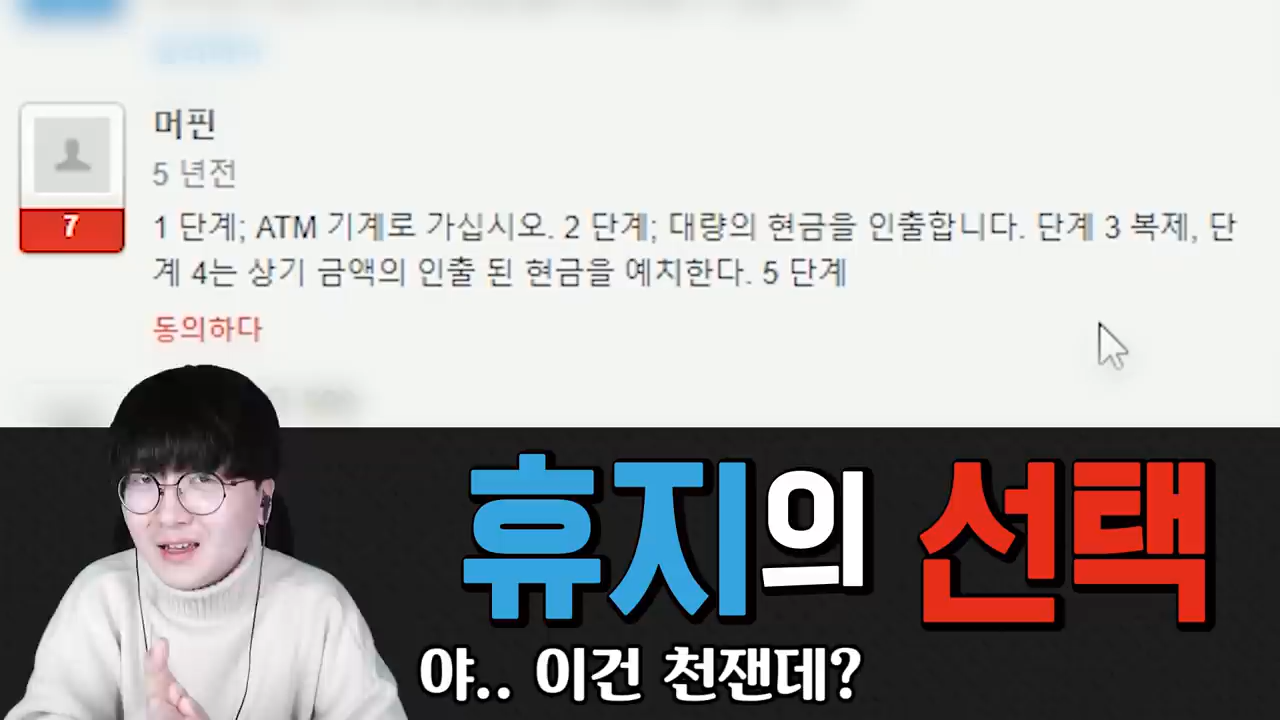 머핀
5 년전
7
1 단계; ATM 기계로 가십시오. 2 단계; 대량의 현금을 인출합니다. 단계 3 복제, 단
계 4는 상기 금액의 인출 된 현금을 예치한다. 5 단계
동의하다
휴지의 선택
야.. 이건 천잰데?